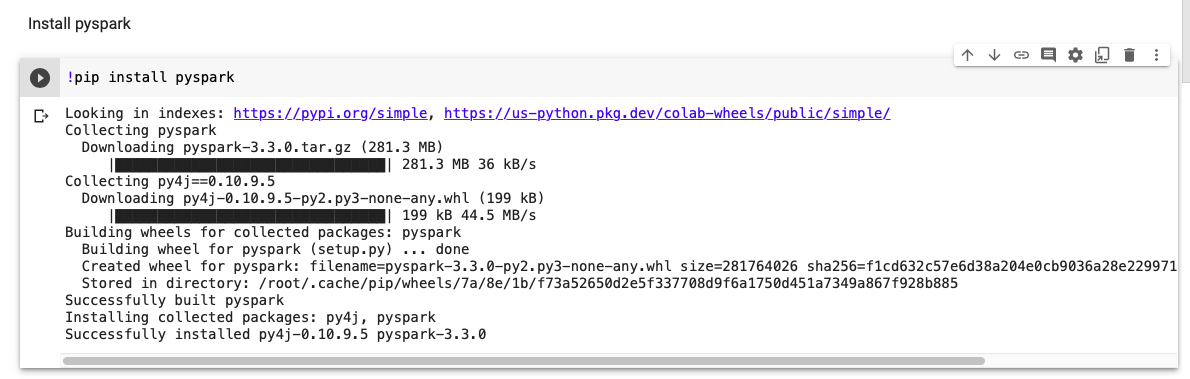 Install pyspark
!pip install pyspark
Looking in indexes: https://pypi.org/simple, https://us-python.pkg.dev/colab-wheels/public/simple/
Collecting pyspark
Downloading pyspark-3.3.0.tar.gz (281.3 MB)
|████████████████████████████████| 281.3 MB 36 kB/s
Collecting py4j==0.10.9.5
Downloading py4j-0.10.9.5-py2.py3-none-any.whl (199 kB)
|████████████████████████████████| 199 kB 44.5 MB/s
Building wheels for collected packages: pyspark
Building wheel for pyspark (setup.py) ... done
Created wheel for pyspark: filename=pyspark-3.3.0-py2.py3-none-any.whl size=281764026 sha256=f1cd632c57e6d38a204e0cb9036a28e229971
Stored in directory: /root/.cache/pip/wheels/7a/8e/1b/f73a52650d2e5f337708d9f6a1750d451a7349a867f928b885
Successfully built pyspark
Installing collected packages: py4j, pyspark
Successfully installed py4j-0.10.9.5 pyspark-3.3.0